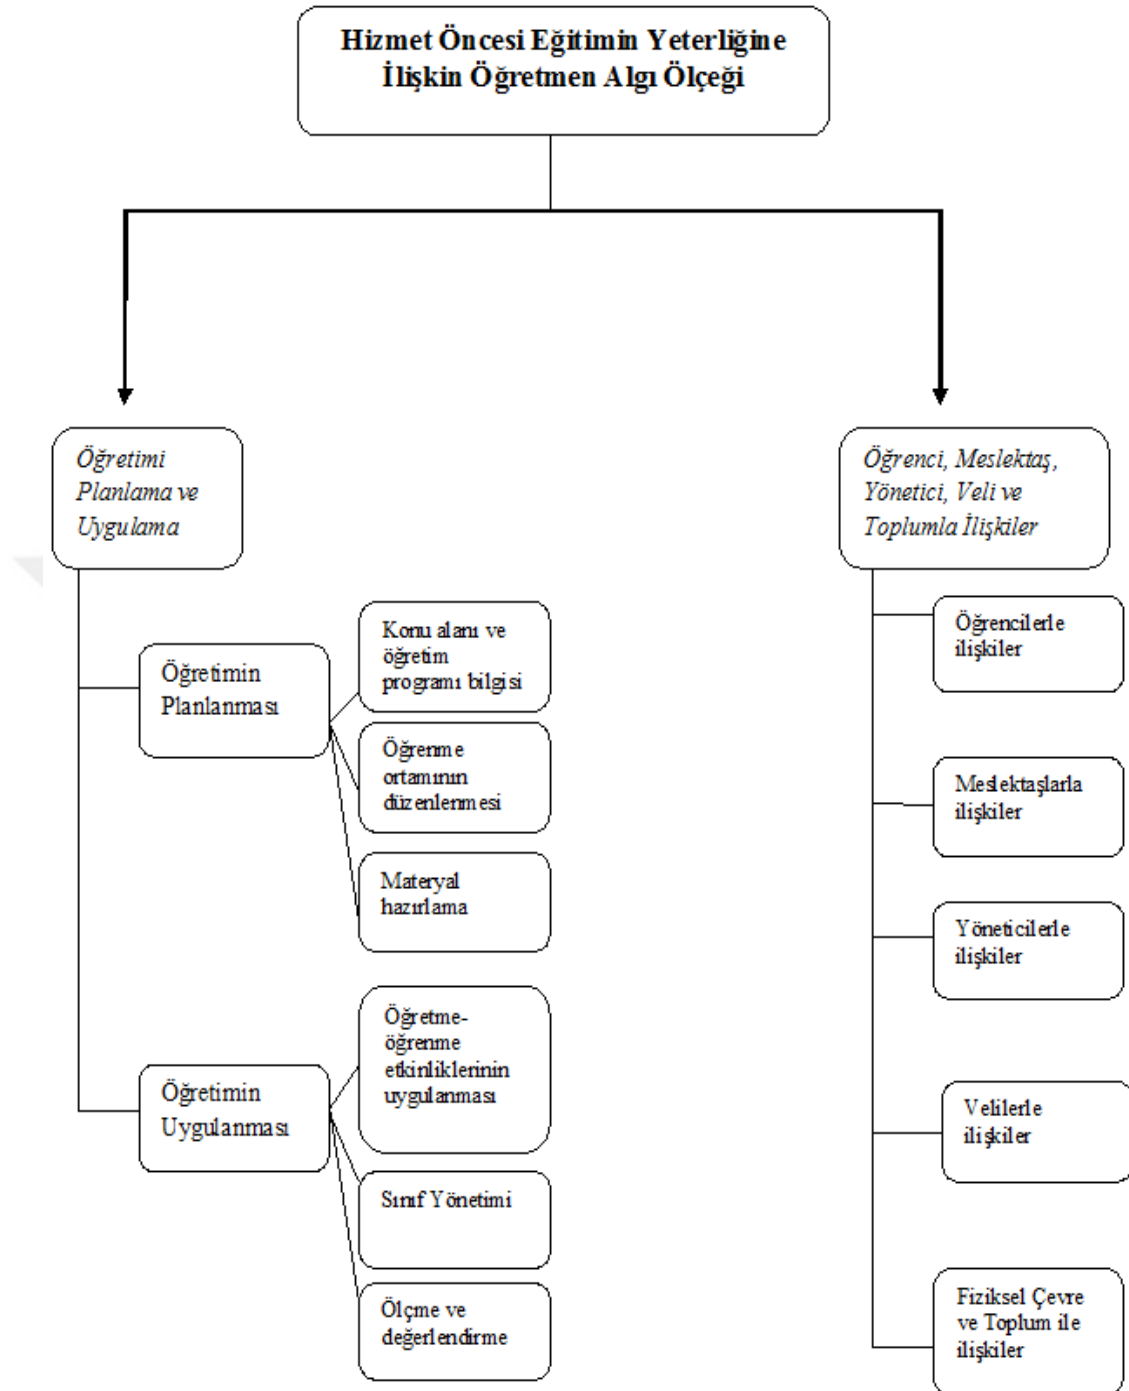 Hizmet Öncesi Eğitimin Yeterliğine
İlişkin Öğretmen Algı Ölçeği
Öğretimi
Planlama ve
Uygulama
Öğretimin
Planlanması
Konu alanı ve
öğretim
programı bilgisi
Öğrenme
ortamının
düzenlenmesi
Materyal
hazırlama
Öğretimin
Uygulanması
Öğretme-
öğrenme
etkinliklerinin
uygulanması
Sınıf Yönetimi
Ölçme ve
değerlendirme
Öğrenci, Meslektaş,
Yönetici, Veli ve
Toplumla İlişkiler
Öğrencilerle
ilişkiler
Meslektaşlarla
ilişkiler
Yöneticilerle
ilişkiler
Velilerle
ilişkiler
Fiziksel Çevre
ve Toplum ile
ilişkiler